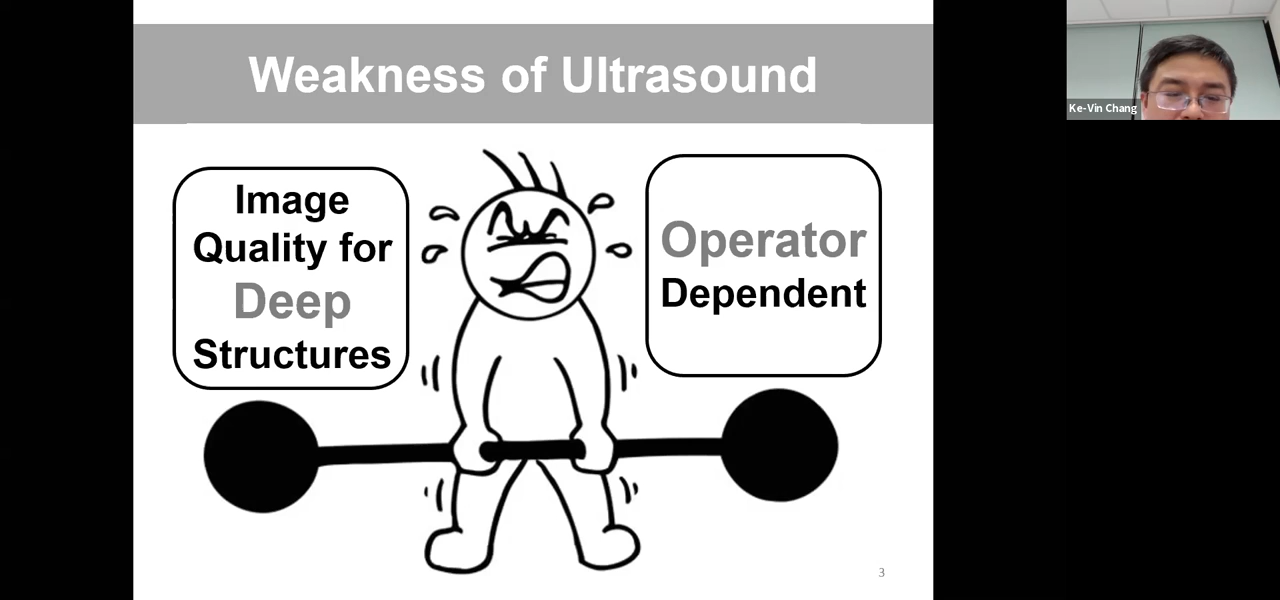 Weakness of Ultrasound
Image
Quality for
Deep
Structures
Operator
Dependent
3
Ke-Vin Chang